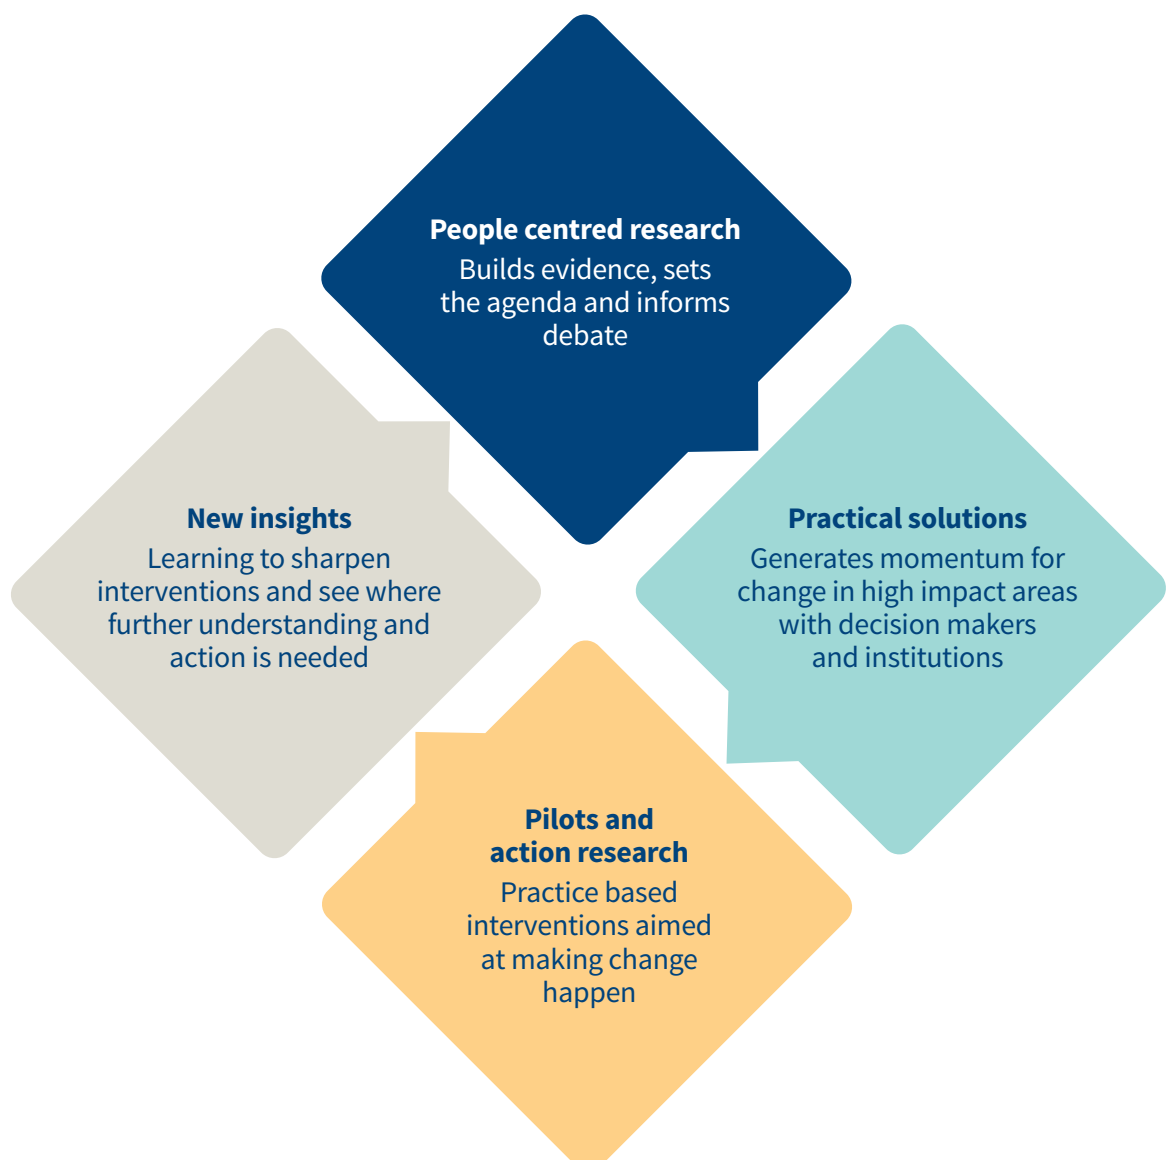 People centred research
Builds evidence, sets
the agenda and informs
debate
New insights
Learning to sharpen
interventions and see where
further understanding and
action is needed
Practical solutions
Generates momentum for
change in high impact areas
with decision makers
and institutions
Pilots and
action research
Practice based
interventions aimed
at making change
happen